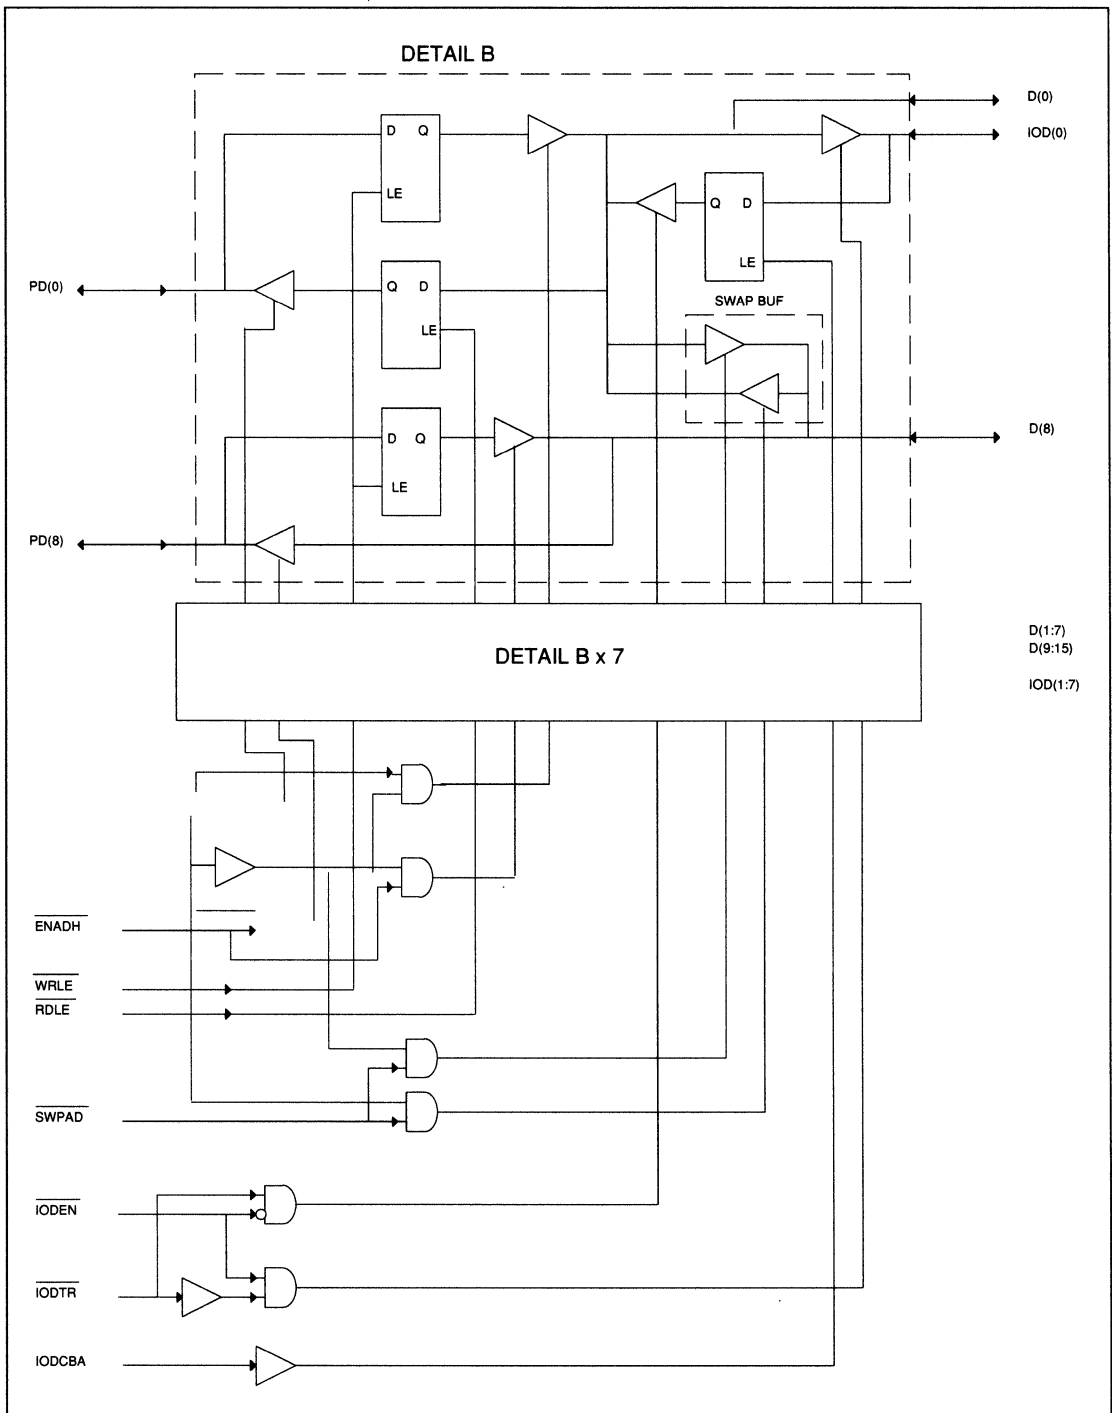 DETAIL B
D(0)
D Q
IOD(0)
LE
Q D
LE
PD(0)
Q D
LE
SWAP BUF
D Q
D(8)
LE
PD(8)
DETAIL B x 7
D(1:7)
D(9:15)
IOD(1:7)
ENADH
WRLE
RDLE
SWPAD
IODEN
IODTR
IODCBA